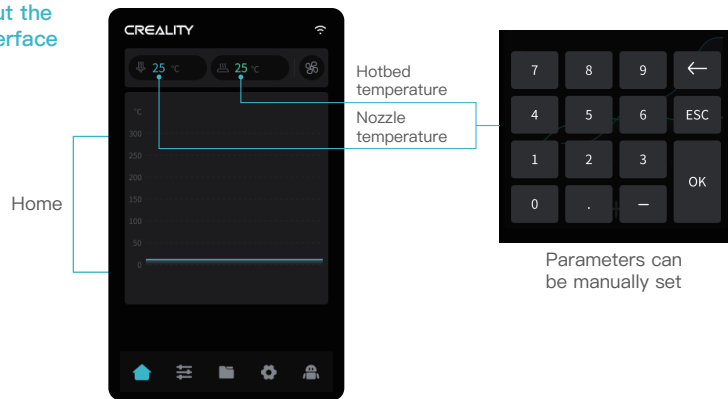 ut the
erface
CREALITY
25 °C
25 °C
°C
300
250
200
150
100
50
0
Home
Hotbed
temperature
Nozzle
temperature
7 8 9 ←
4 5 6 ESC
1 2 3
OK
0 . —
Parameters can
be manually set